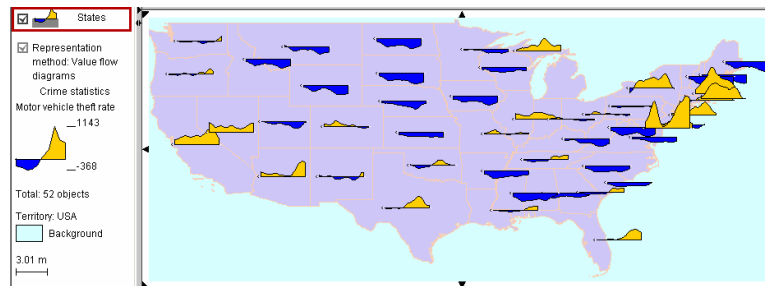 States
Representation
method: Value flow
diagrams
Crime statistics
Motor vehicle theft rate
1143
-368
Total: 52 objects
Territory: USA
Background
3.01 m